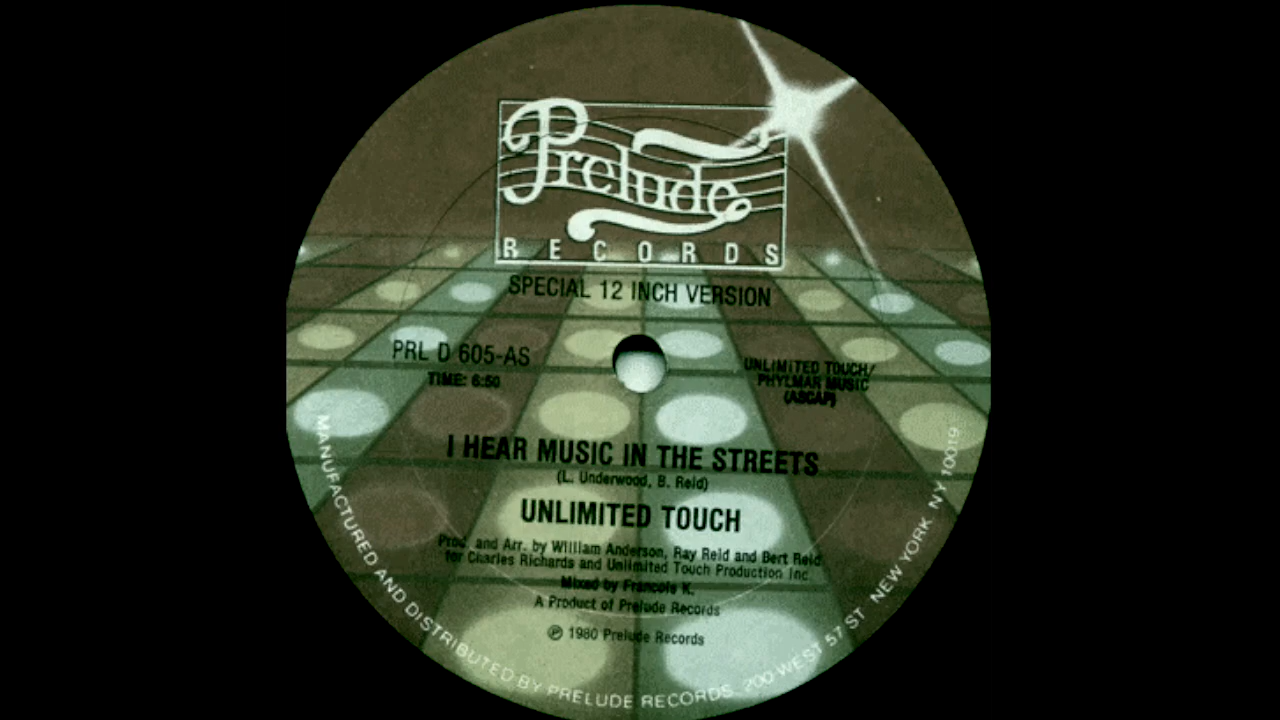 Prelude
RECORDS
SPECIAL 12 INCH VERSION
PRL D 605-AS
TIME: 6:50
UNLIMITED TOUCH/
PHYLMAR MUSIC
(ASCAP)
I HEAR MUSIC IN THE STREETS
(L. Underwood, B. Reid)
UNLIMITED TOUCH
Prod. and Arr. by William Anderson, Ray Reid and Bert Reid
for Charles Richards and Unlimited Touch Production Inc.
Mixed by Francois K.
A Product of Prelude Records
℗ 1980 Prelude Records
MANUFACTURED AND DISTRIBUTED BY PRELUDE RECORDS, 200 WEST 57 ST NEW YORK, NY 10019